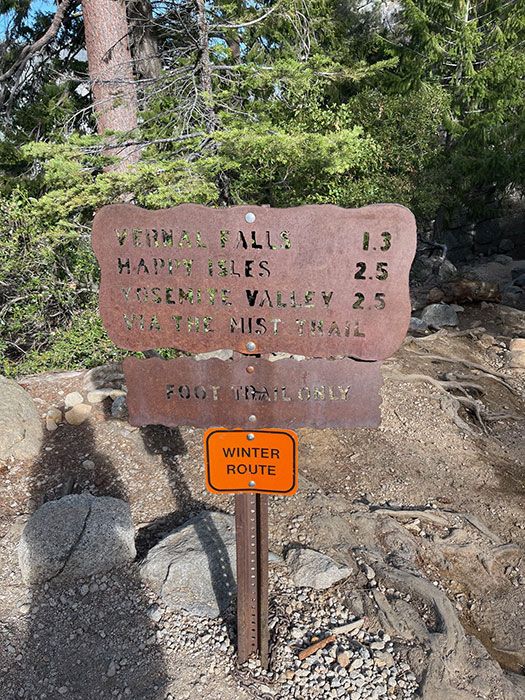 VERNAL FALLS 1.3
HAPPY ISLES 2.5
YOSEMITE VALLEY 2.5
VIA THE MIST TRAIL
FOOT TRAIL ONLY
WINTER
ROUTE